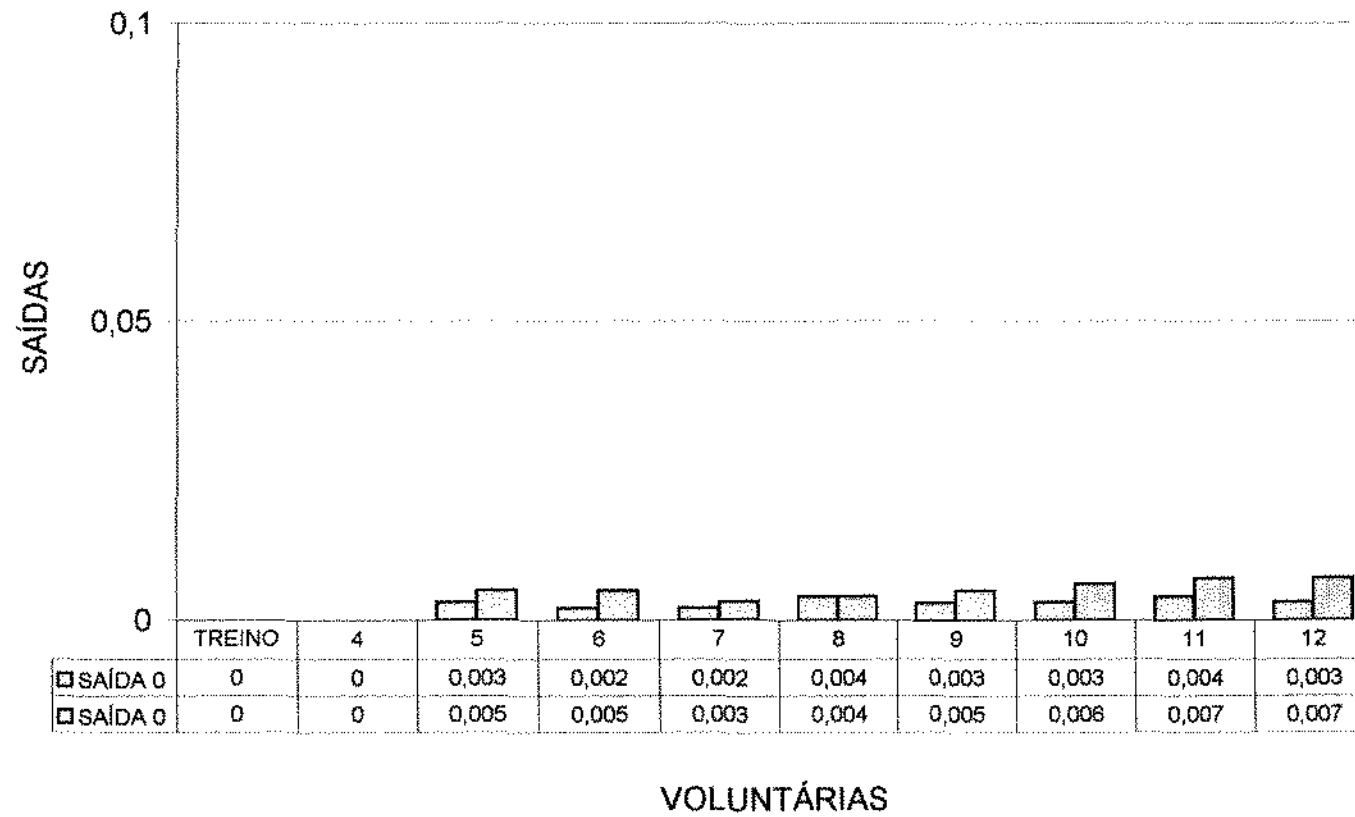 0,1
SAÍDAS
0,05
0
TREINO 4 5 6 7 8 9 10 11 12
SAÍDA 0 0 0 0,003 0,002 0,002 0,004 0,003 0,003 0,004 0,003
SAÍDA 0 0 0 0,005 0,005 0,003 0,004 0,005 0,006 0,007 0,007
VOLUNTÁRIAS